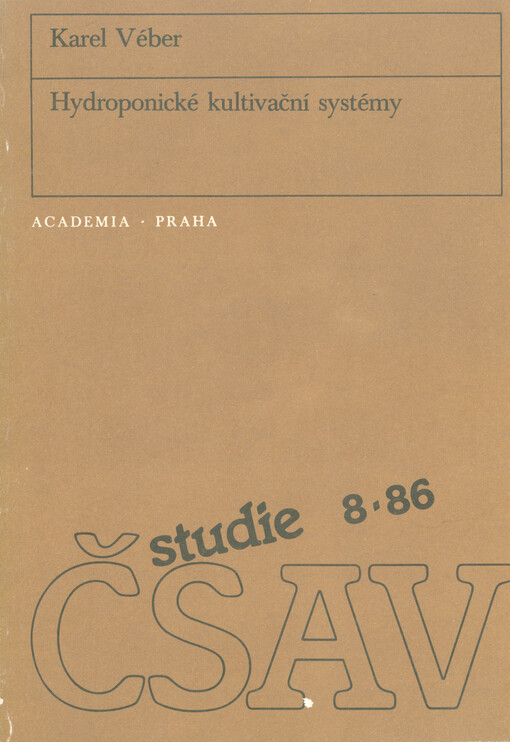 Karel Véber
Hydroponické kultivační systémy
ACADEMIA · PRAHA
studie 8·86
ČSAV